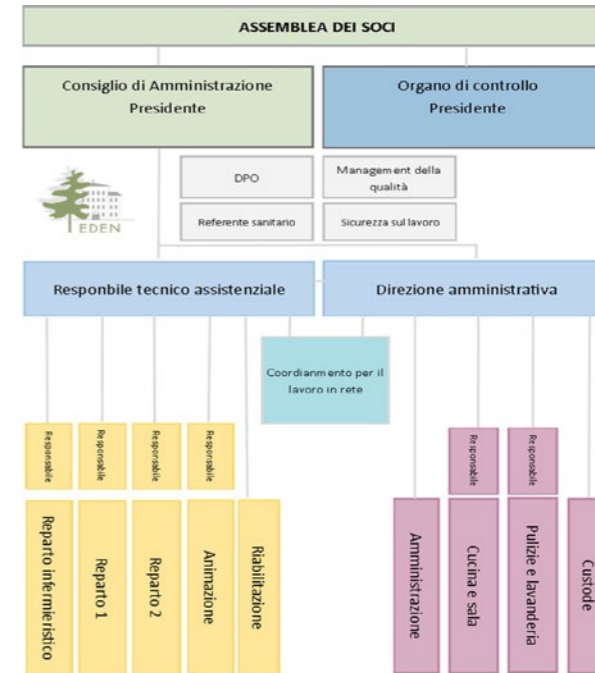 ASSEMBLEA DEI SOCI
Consiglio di Amministrazione
Presidente
Organo di controllo
Presidente
DPO
Management della
qualità
Referente sanitario
Sicurezza sul lavoro
EDEN
Responbile tecnico assistenziale
Direzione amministrativa
Coordianmento per il
lavoro in rete
Responsabile
Responsabile
Responsabile
Responsabile
Responsabile
Responsabile
Reparto infermieristico
Reparto 1
Reparto 2
Animazione
Riabilitazione
Amministrazione
Cucina e sala
Pulizie e lavanderia
Custode